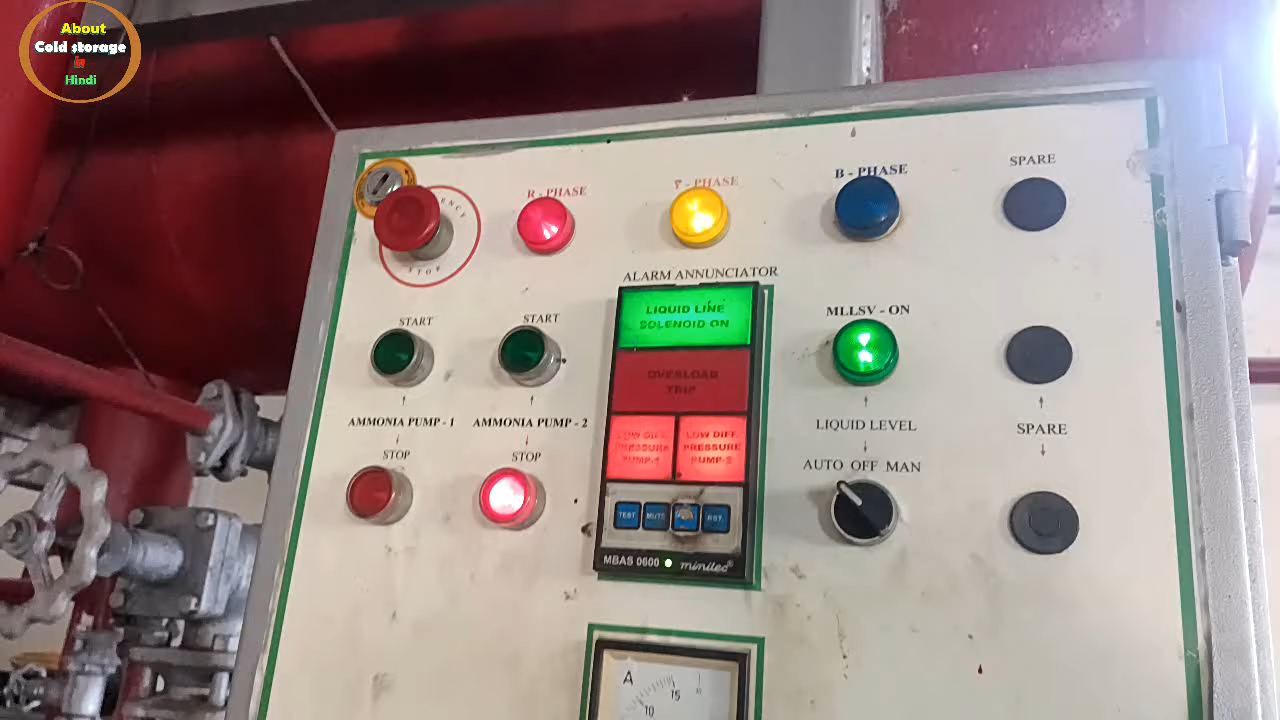 About
Cold storage
in
Hindi
SPARE
R - PHASE
- PHASE
B - PHASE
STOP
ALARM ANNUNCIATOR
START
START
LIQUID LINE
SOLENOID ON
MLLSV - ON
OVERLOAD
TRIP
AMMONIA PUMP - 1
AMMONIA PUMP - 2
LIQUID LEVEL
SPARE
LOW DIFF.
PRESSURE
PUMP-1
LOW DIFF.
PRESSURE
PUMP-2
STOP
STOP
AUTO OFF MAN
TEST
MUTE
RST.
MBAS 0600
minilec®
A
15
10